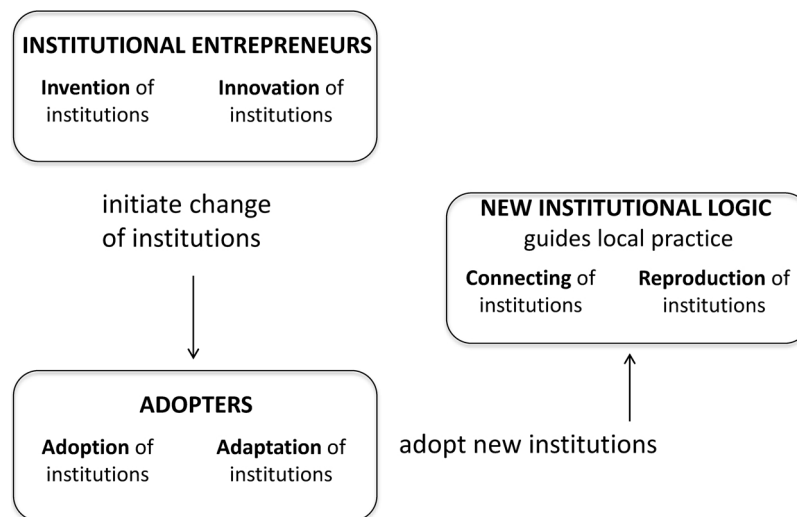 INSTITUTIONAL ENTREPRENEURS
Invention of
institutions
Innovation of
institutions
initiate change
of institutions
NEW INSTITUTIONAL LOGIC
guides local practice
Connecting of
institutions
Reproduction of
institutions
ADOPTERS
Adoption of
institutions
Adaptation of
institutions
adopt new institutions